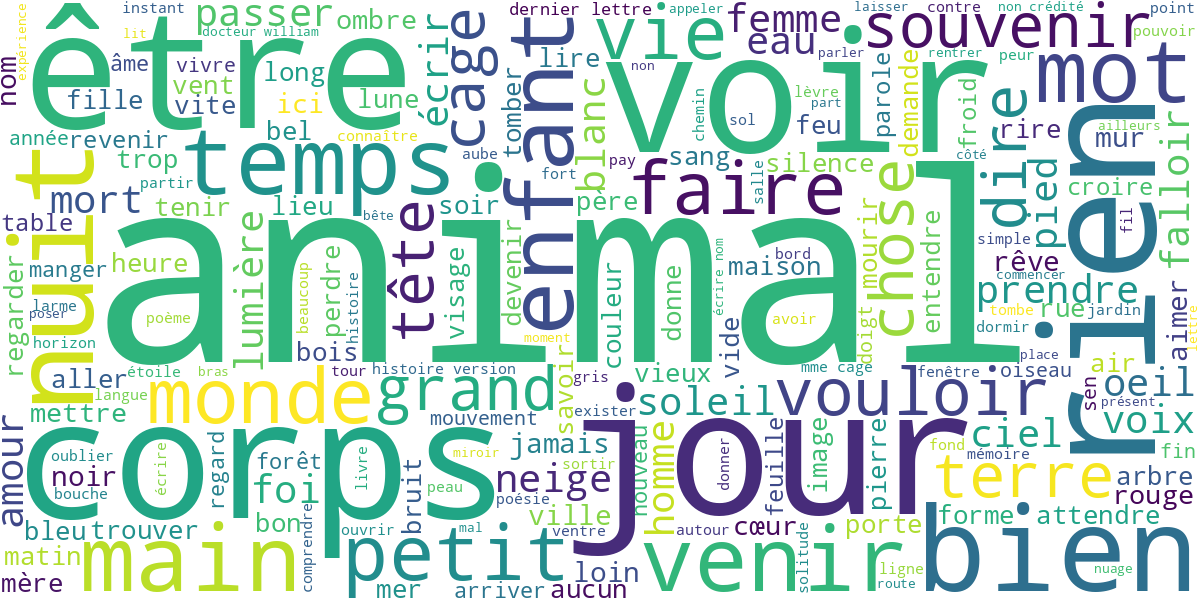 instant
passer
ombre
dernier lettre
appeler
laisser
contre
non crédité
point
expérience
lit
docteur william
être
écrire
cage
enfant
vie
femme
eau
souvenir
pouvoir
nom
âme
vivre
vent
long
lire
non
parler
rentrer
peur
mot
fille
vite
ici
lune
tomber
voir
blanc
chemin
lèvre
part
parole
demande
froid
année
revenir
bel
connaître
sol
feu
dire
rire
ailleurs
mur
rien
trop
partir
temps
aube
fort
pay
sang
salle
silence
côté
pied
croire
falloir
nuit
mort
tenir
lieu
bête
soir
père
faire
mourir
chose
entendre
simple
fil
table
lumière
animal
tête
devenir
maison
bord
rêve
commencer
regarder
manger
heure
beaucoup
perdre
histoire
visage
couleur
donne
écrire nom
prendre
aimer
lettre
larme
poser
poème
avoir
tombe
rue
jardin
horizon
bois
moment
vide
doigt
dormir
air
étoile
bras
tour
histoire version
gris
mme cage
fenêtre
place
oiseau
sen
oeil
aller
langue
monde
grand
savoir
vieux
soleil
vouloir
présent
mettre
mouvement
exister
voix
amour
corps
jamais
jour
ciel
oublier
écrire
regard
forêt
livre
miroir
sortir
nouveau
homme
donner
feuille
image
pierre
fond
mémoire
fin
noir
bouche
foi
bruit
peau
poésie
neige
terre
arbre
rouge
bleu
trouver
bon
ouvrir
mal
ventre
ville
autour
cœur
solitude
porte
forme
attendre
matin
main
comprendre
petit
loin
venir
ligne
bien
nuage
mère
mer
arriver
aucun
route